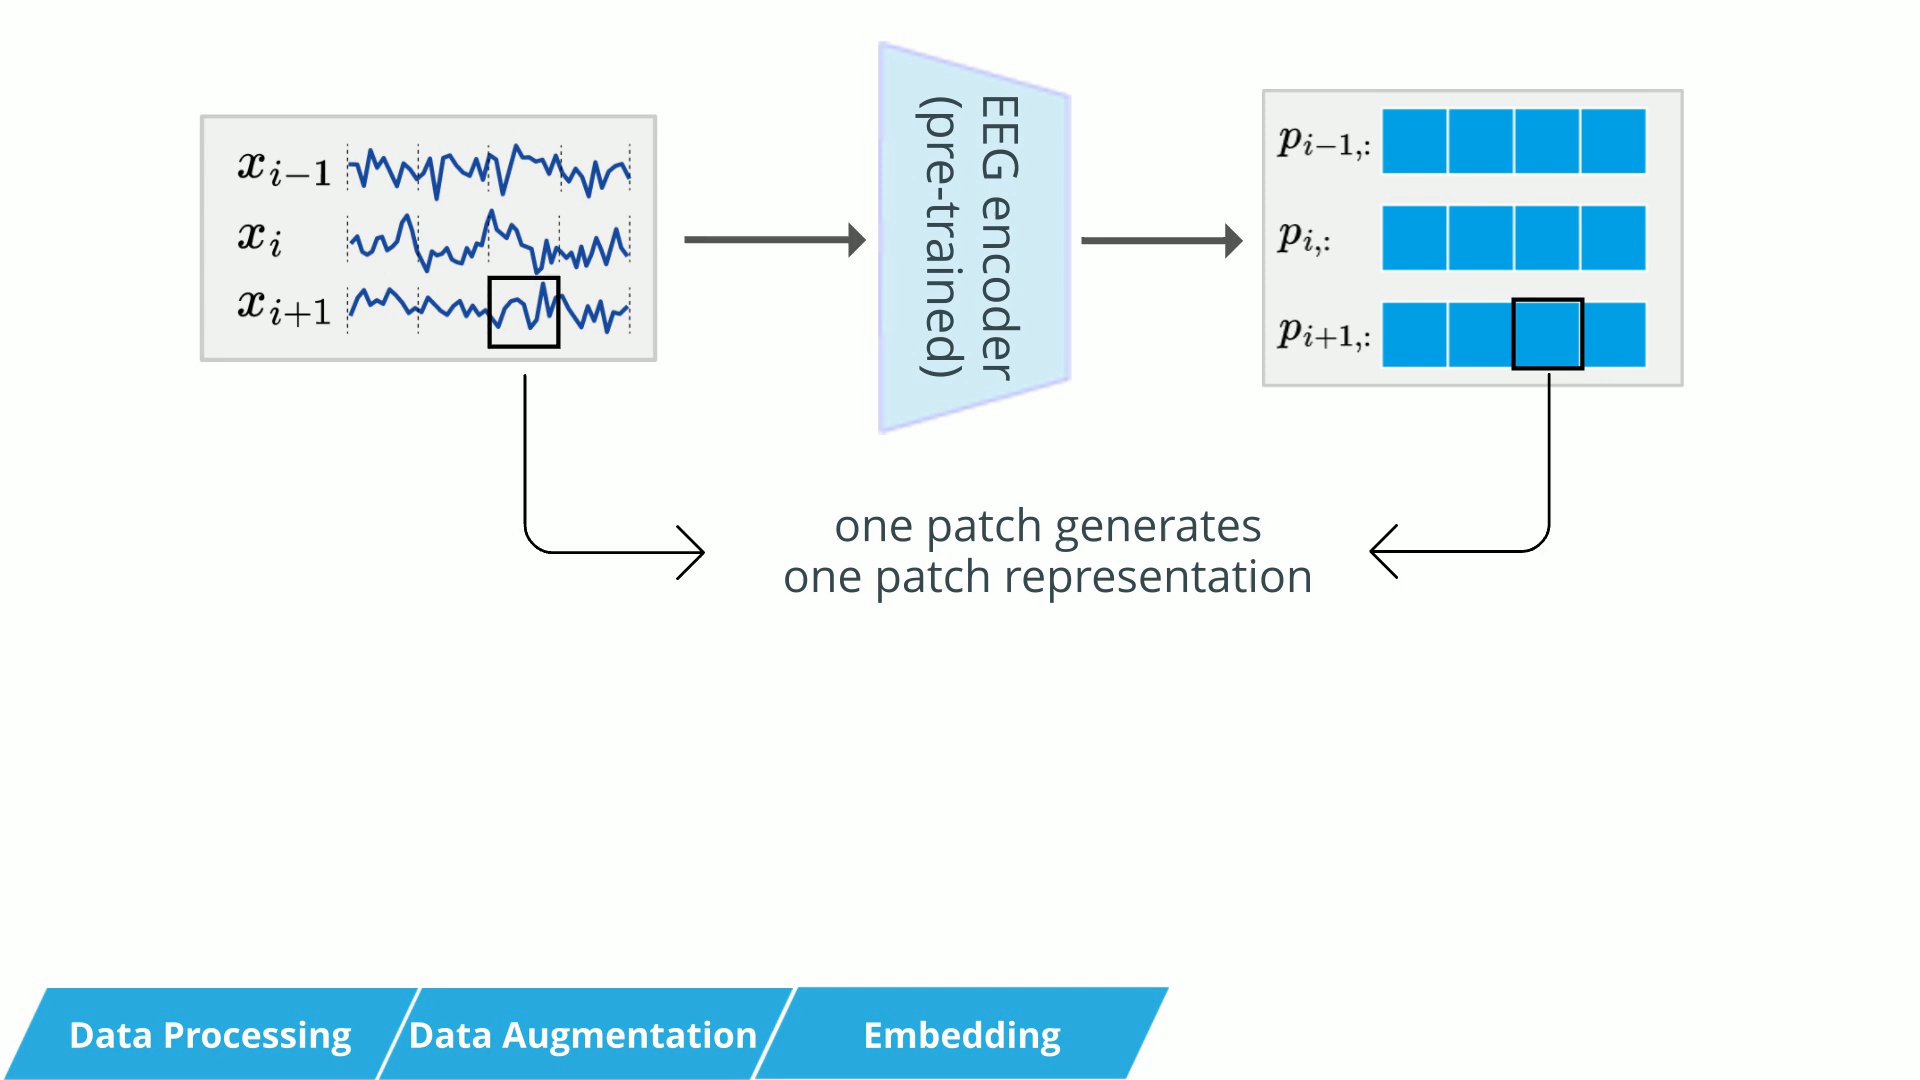 x_{i-1}
x_i
x_{i+1}
EEG encoder
(pre-trained)
p_{i-1,:}
p_{i,:}
p_{i+1,:}
one patch generates
one patch representation
Data Processing
Data Augmentation
Embedding